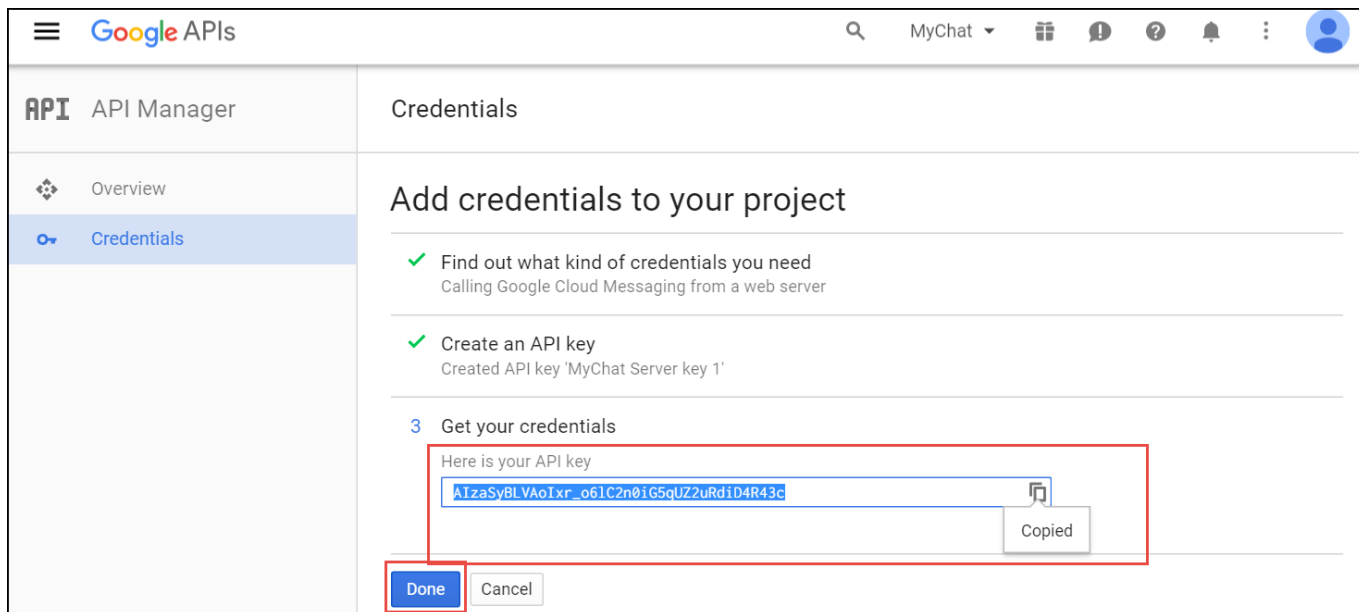 Google APIs
MyChat
API API Manager
Credentials
Overview
Credentials
Add credentials to your project
Find out what kind of credentials you need
Calling Google Cloud Messaging from a web server
Create an API key
Created API key 'MyChat Server key 1'
3 Get your credentials
Here is your API key
AIzaSyBLVAoIxr_o6lC2n0iG5qUZ2uRdiD4R43c
Copied
Done Cancel